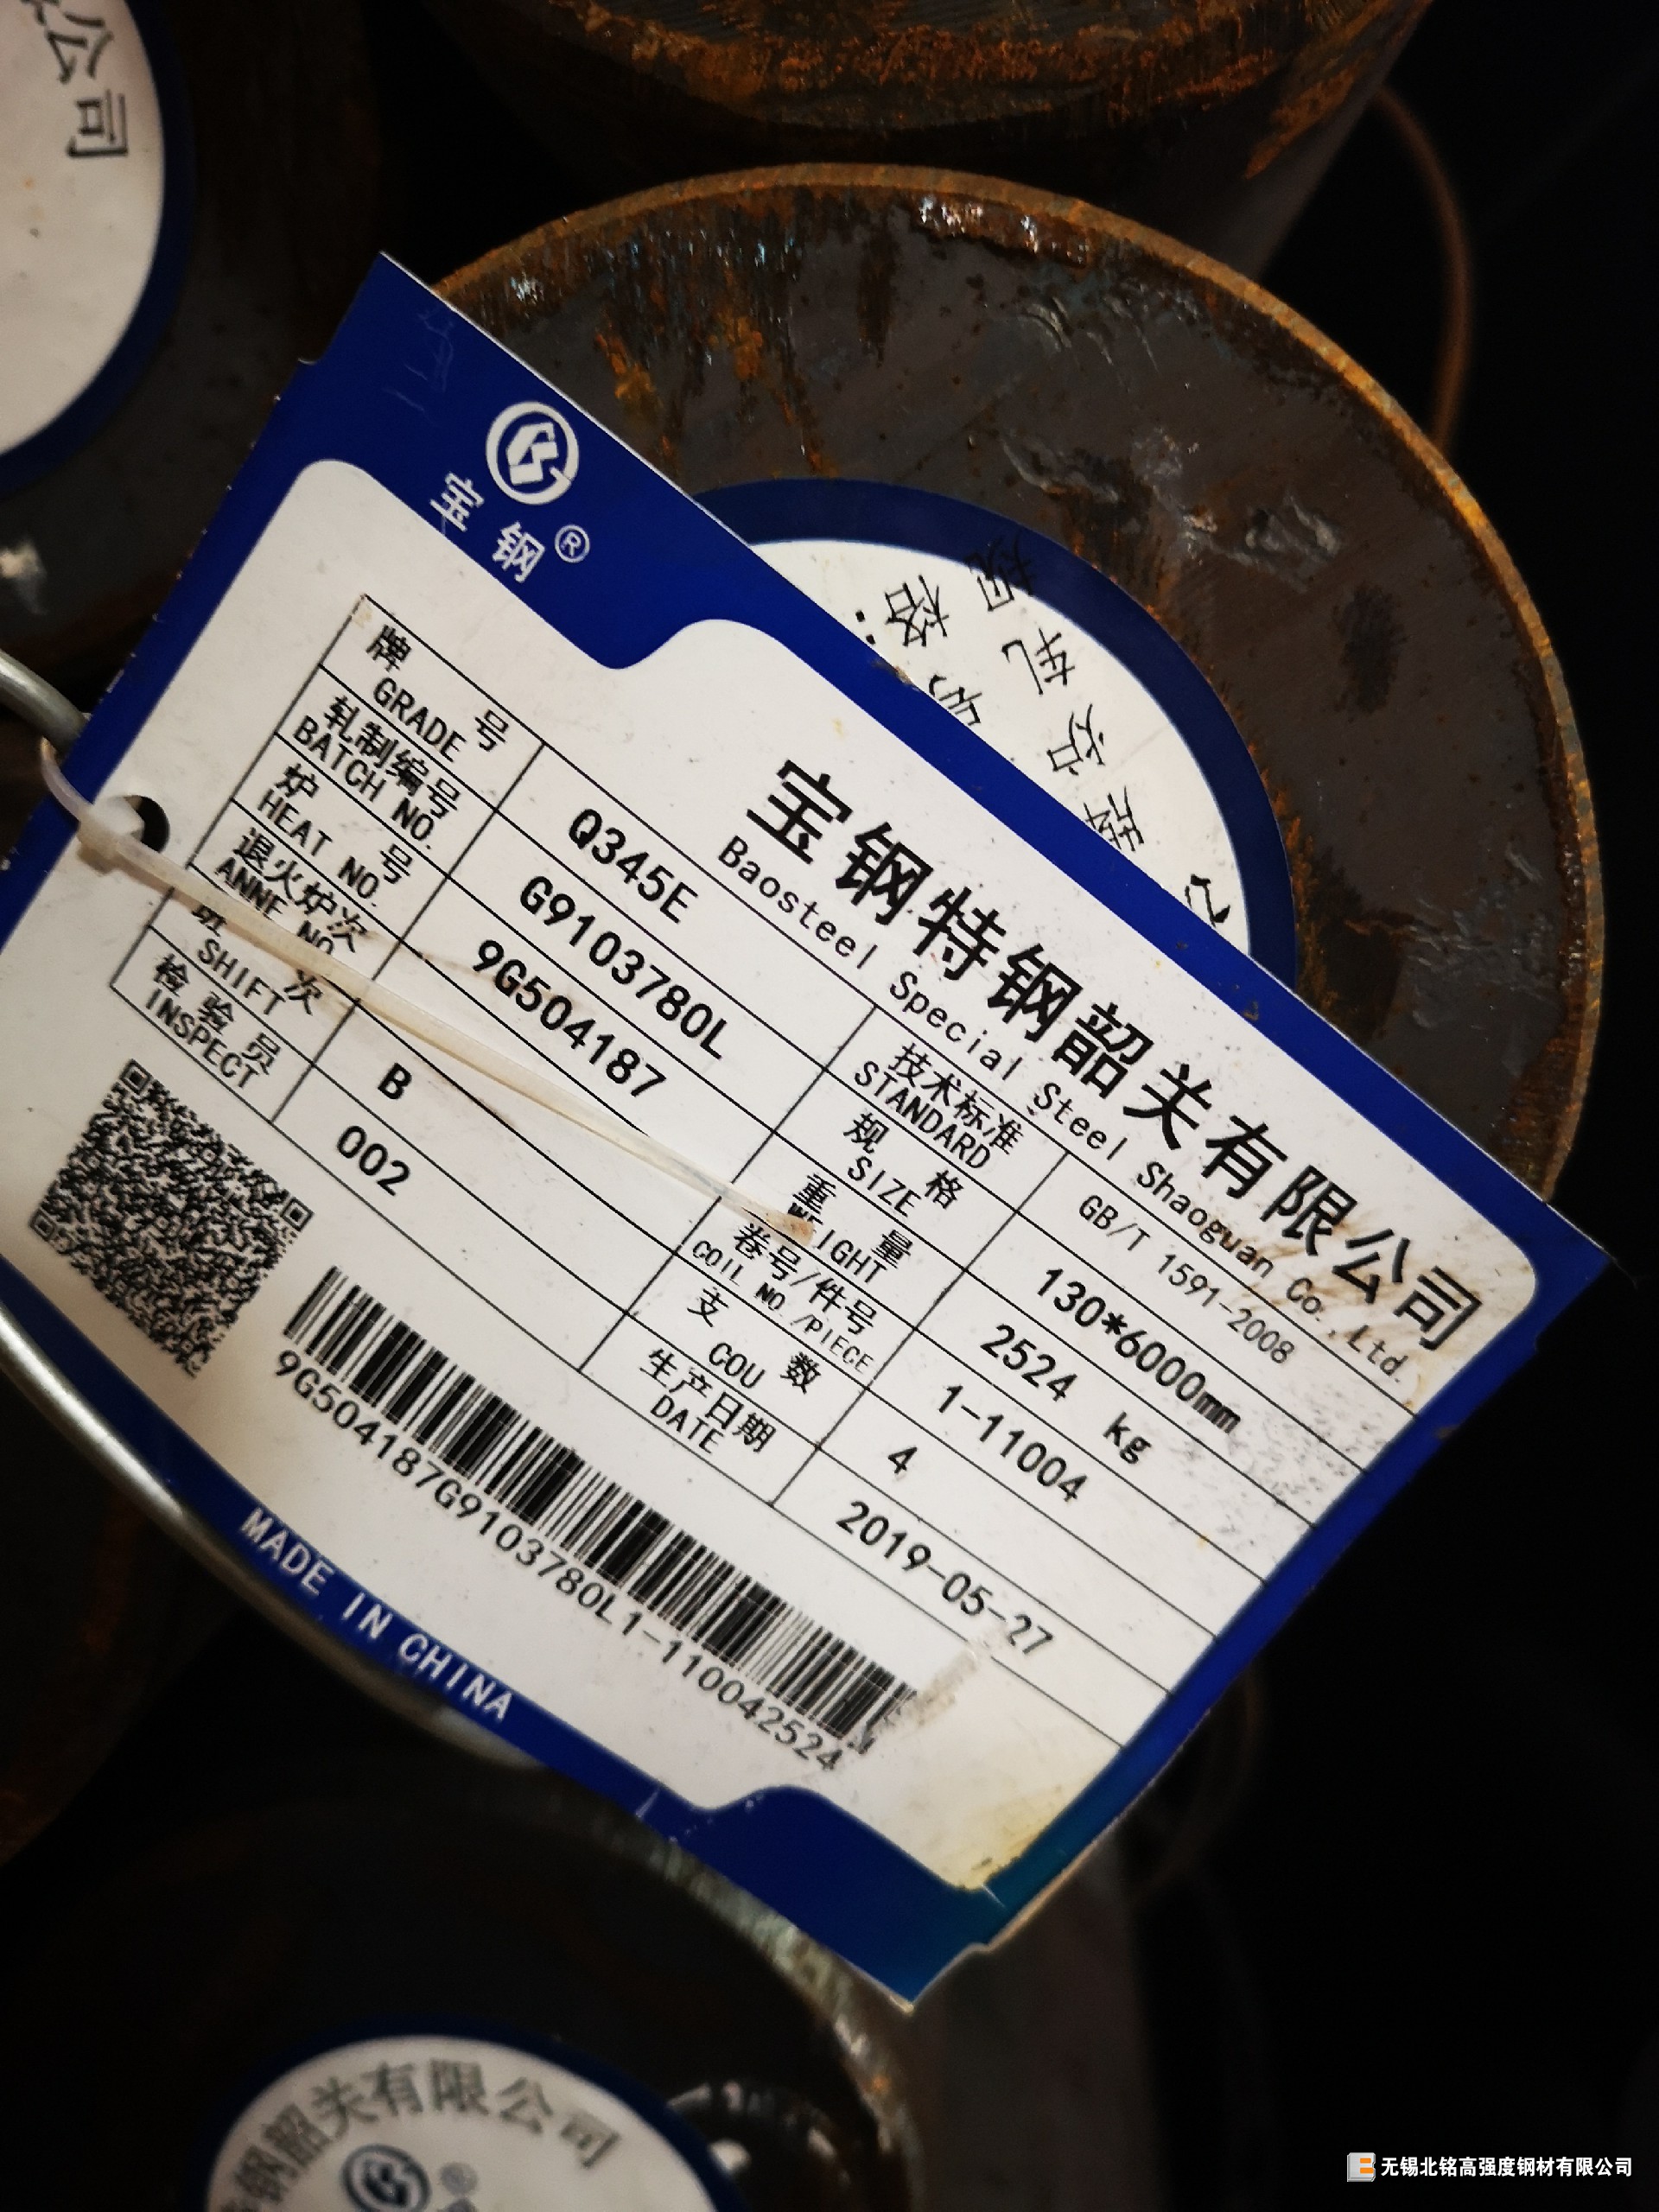 公司
宝钢®
宝钢特钢韶关有限公司
Baosteel Special Steel Shaoguan Co.,Ltd.
牌号 GRADE Q345E 技术标准 STANDARD GB/T 1591-2008
轧制编号 BATCH NO. G9103780L 规格 SIZE 130*6000mm
炉号 HEAT NO. 9G504187 重量 WEIGHT 2524 kg
退火炉次 ANNE NO 卷号/件号 COIL NO./PIECE 1-11004
班次 SHIFT B 支数 COU 4
检验员 INSPECT 002 生产日期 DATE 2019-05-27
9G504187G9103780L1-110042524
MADE IN CHINA
规格:
轧
炉
牌
钢韶关有限公司
无锡北铭高强度钢材有限公司